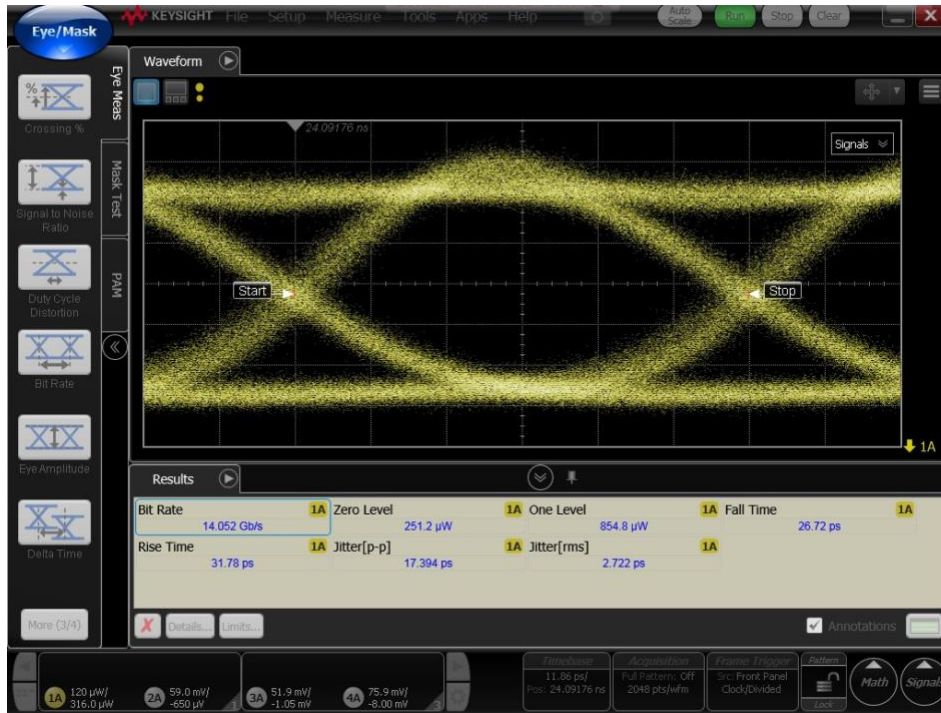 Eye/Mask
KEYSIGHT File Setup Measure Tools Apps Help Auto Scale Run Stop Clear
Waveform
24.09176 ns
Signals
Start
Stop
1A
Eye Meas
Mask Test
PAM
%
Crossing %
Signal to Noise
Ratio
Duty Cycle
Distortion
Bit Rate
Eye Amplitude
Delta Time
More (3/4)
Results
Bit Rate 1A Zero Level 1A One Level 1A Fall Time 1A
14.052 Gb/s 251.2 µW 854.8 µW 26.72 ps
Rise Time 1A Jitter[p-p] 1A Jitter[rms] 1A
31.78 ps 17.394 ps 2.722 ps
Details... Limits... Annotations
1A 120 µW/
316.0 µW
2A 59.0 mV/
-650 µV
1
3A 51.9 mV/
-1.05 mV
4A 75.9 mV/
-8.00 mV
3
Timebase
11.86 ps/
Pos: 24.09176 ns
Acquisition
Full Pattern: Off
2048 pts/wfm
Frame Trigger
Src: Front Panel
Clock/Divided
Pattern
Lock
Math
Signals